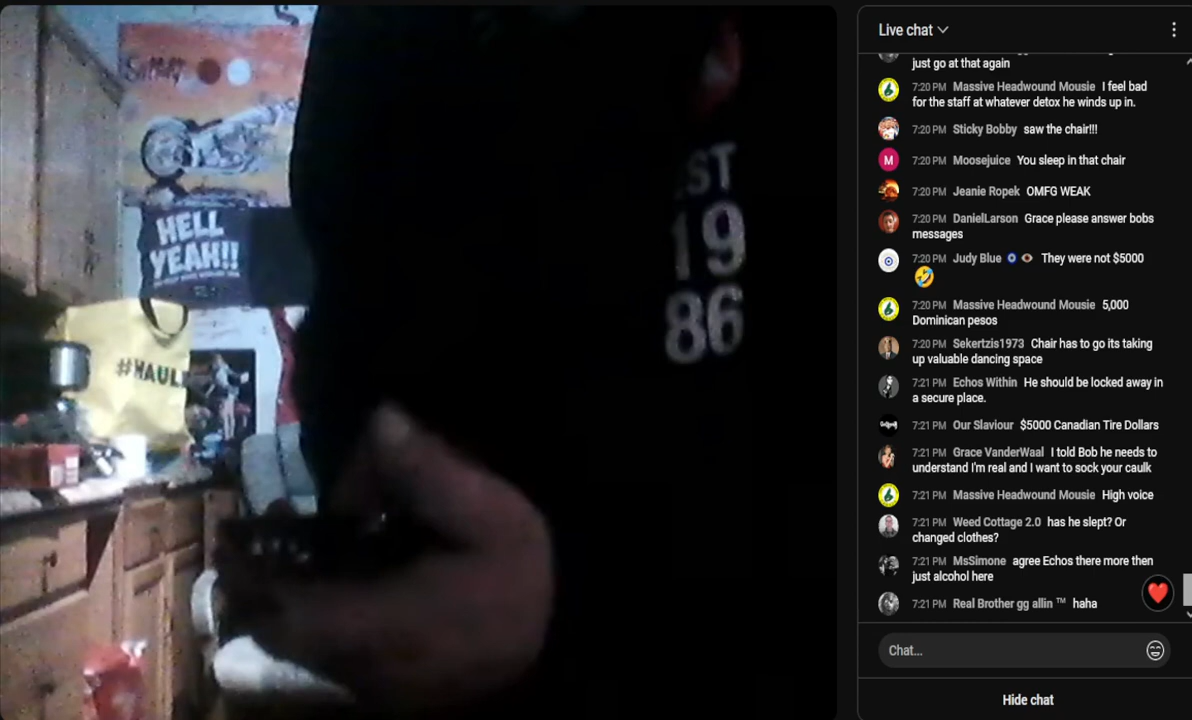 HELL
YEAH!!
#HAUL
ST
19
86
Live chat
just go at that again
7:20 PM Massive Headwound Mousie I feel bad
for the staff at whatever detox he winds up in.
7:20 PM Sticky Bobby saw the chair!!!
M
7:20 PM Moosejuice You sleep in that chair
7:20 PM Jeanie Ropek OMFG WEAK
7:20 PM DanielLarson Grace please answer bobs
messages
7:20 PM Judy Blue 🧿 👁️ They were not $5000
🤣
7:20 PM Massive Headwound Mousie 5,000
Dominican pesos
7:20 PM Sekertzis1973 Chair has to go its taking
up valuable dancing space
7:21 PM Echos Within He should be locked away in
a secure place.
7:21 PM Our Slaviour $5000 Canadian Tire Dollars
7:21 PM Grace VanderWaal I told Bob he needs to
understand I'm real and I want to sock your caulk
7:21 PM Massive Headwound Mousie High voice
7:21 PM Weed Cottage 2.0 has he slept? Or
changed clothes?
7:21 PM MsSimone agree Echos there more then
just alcohol here
7:21 PM Real Brother gg allin ™ haha
Chat...
Hide chat